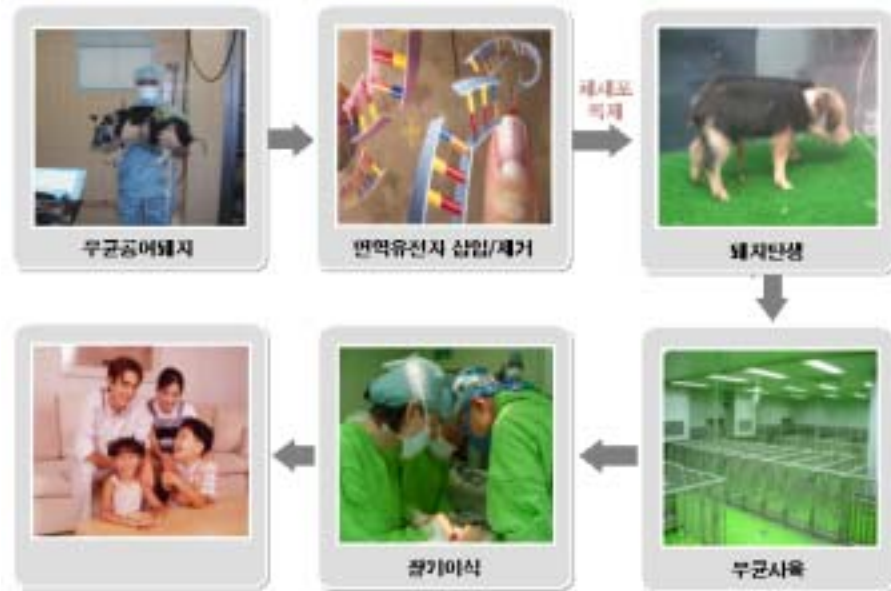 무균공여돼지
면역유전자 삽입/제거
체세포
복제
돼지탄생
장기이식
무균사육